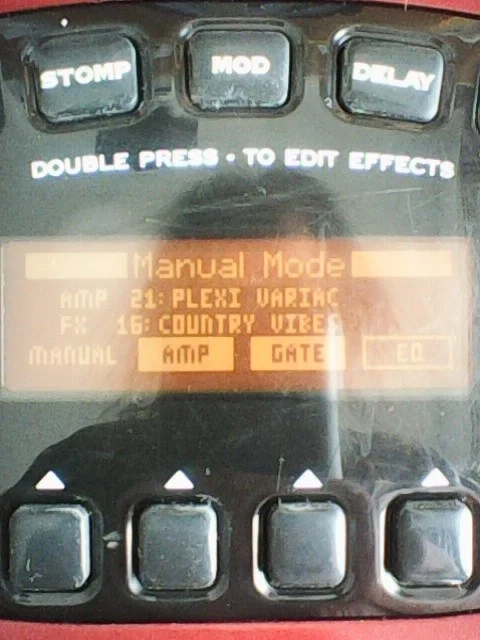 STOMP MOD DELAY
DOUBLE PRESS • TO EDIT EFFECTS
Manual Mode
AMP 21: PLEXI VARIAC
FX 16: COUNTRY VIBES
MANUAL AMP GATE EQ